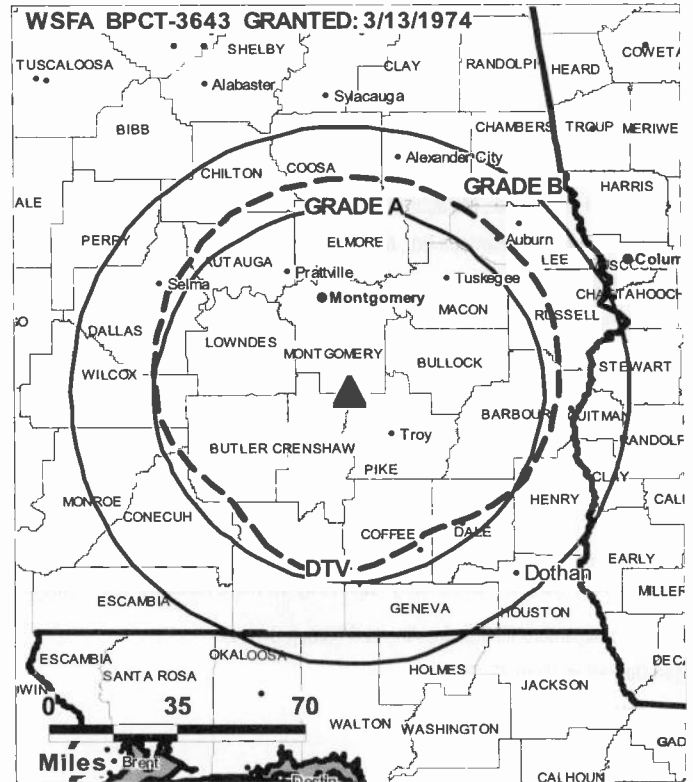 WSFA BPCT-3643 GRANTED: 3/13/1974
SHELBY
COWETA
TUSCALOOSA
CLAY
RANDOLPH
HEARD
Alabaster
Sylacauga
BIBB
CHAMBERS
TROUP
MERIWE
Alexander City
CHILTON
COOSA
GRADE B
HARRIS
ALE
GRADE A
PERRY
ELMORE
Auburn
LEE
Colum
AUTAUGA
Prattville
Selma
Tuskegee
CHATTAHOOCH
Montgomery
MACON
RUSSELL
DALLAS
LOWNDES
MONTGOMERY
BULLOCK
STEWART
WILCOX
BARBOUR
QUITMAN
Troy
RANDOLF
BUTLER
CRENSHAW
PIKE
CLAY
MONROE
HENRY
CALI
CONECUH
COFFEE
DALE
EARLY
DTV
Dothan
MILLER
ESCAMBIA
GENEVA
HOUSTON
ESCAMBIA
OKALOOSA
SANTA ROSA
HOLMES
DECA
JACKSON
WIN
0 35 70
WALTON
WASHINGTON
GAD
Miles
Brent
Destin
CALHOUN